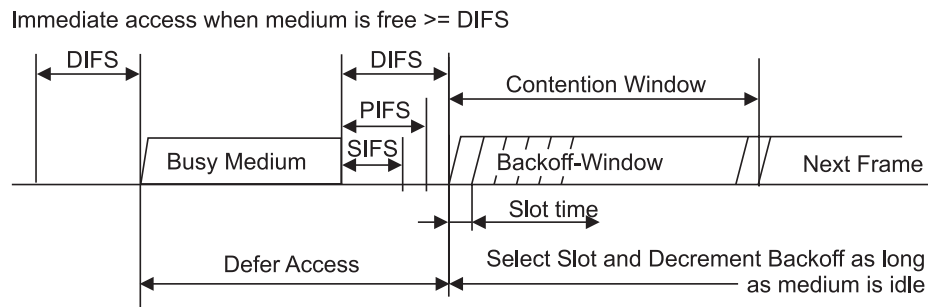 Immediate access when medium is free >= DIFS
DIFS
DIFS
Contention Window
PIFS
SIFS
Busy Medium
Backoff-Window
Next Frame
Slot time
Defer Access
Select Slot and Decrement Backoff as long
as medium is idle